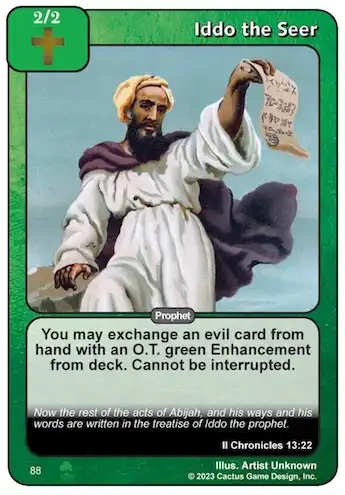 2/2
Iddo the Seer
Prophet
You may exchange an evil card from
hand with an O.T. green Enhancement
from deck. Cannot be interrupted.
Now the rest of the acts of Abijah, and his ways and his
words are written in the treatise of Iddo the prophet.
II Chronicles 13:22
88
Illus. Artist Unknown
© 2023 Cactus Game Design, Inc.